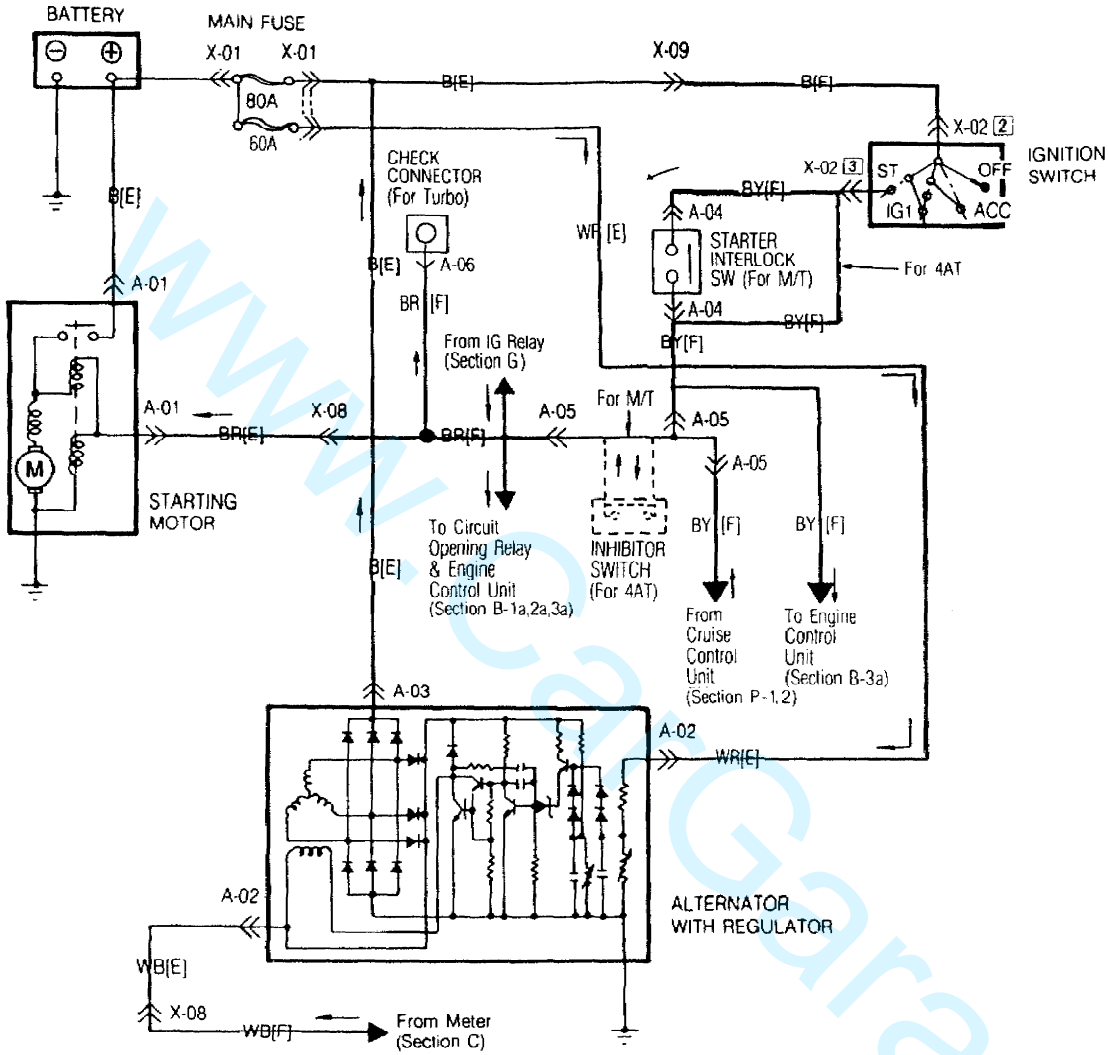 BATTERY
MAIN FUSE
X-01
X-01
X-09
80A
60A
B[E]
B[F]
X-02 2
IGNITION
SWITCH
CHECK
CONNECTOR
(For Turbo)
X-02 3
ST
OFF
IG1
ACC
BY[F]
A-04
B[E]
WR [E]
STARTER
INTERLOCK
SW (For M/T)
For 4AT
B[E]
A-06
A-01
BR [F]
A-04
BY[F]
BY[F]
From IG Relay
(Section G)
For M/T
A-01
X-08
A-05
A-05
BR[E]
BR[F]
A-05
M
STARTING
MOTOR
To Circuit
Opening Relay
& Engine
Control Unit
(Section B-1a,2a,3a)
INHIBITOR
SWITCH
(For 4AT)
BY [F]
BY [F]
B[E]
From
Cruise
Control
Unit
(Section P-1,2)
To Engine
Control
Unit
(Section B-3a)
A-03
A-02
WR[E]
A-02
ALTERNATOR
WITH REGULATOR
WB[E]
X-08
WB[F]
From Meter
(Section C)
www.CarGara